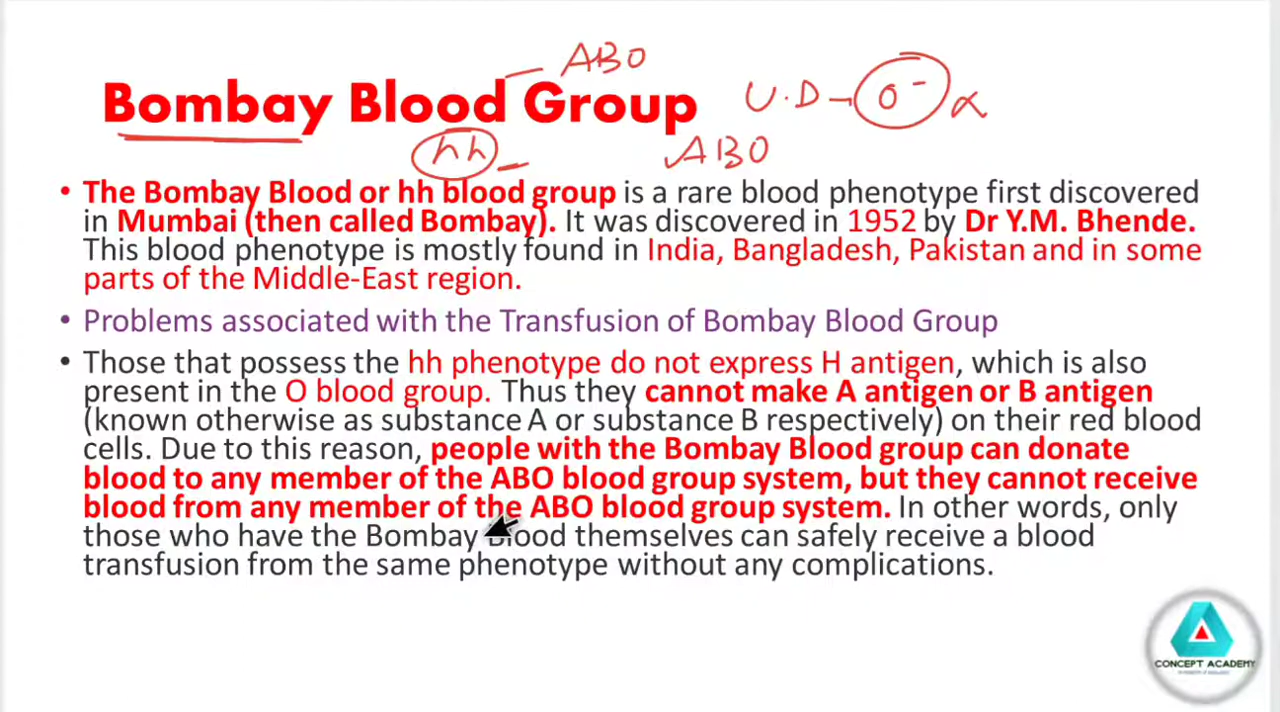 ABO
Bombay Blood Group
U.D - O⁻
hh
ABO
• The Bombay Blood or hh blood group is a rare blood phenotype first discovered
in Mumbai (then called Bombay). It was discovered in 1952 by Dr Y.M. Bhende.
This blood phenotype is mostly found in India, Bangladesh, Pakistan and in some
parts of the Middle-East region.
• Problems associated with the Transfusion of Bombay Blood Group
• Those that possess the hh phenotype do not express H antigen, which is also
present in the O blood group. Thus they cannot make A antigen or B antigen
(known otherwise as substance A or substance B respectively) on their red blood
cells. Due to this reason, people with the Bombay Blood group can donate
blood to any member of the ABO blood group system, but they cannot receive
blood from any member of the ABO blood group system. In other words, only
those who have the Bombay Blood themselves can safely receive a blood
transfusion from the same phenotype without any complications.
CONCEPT ACADEMY